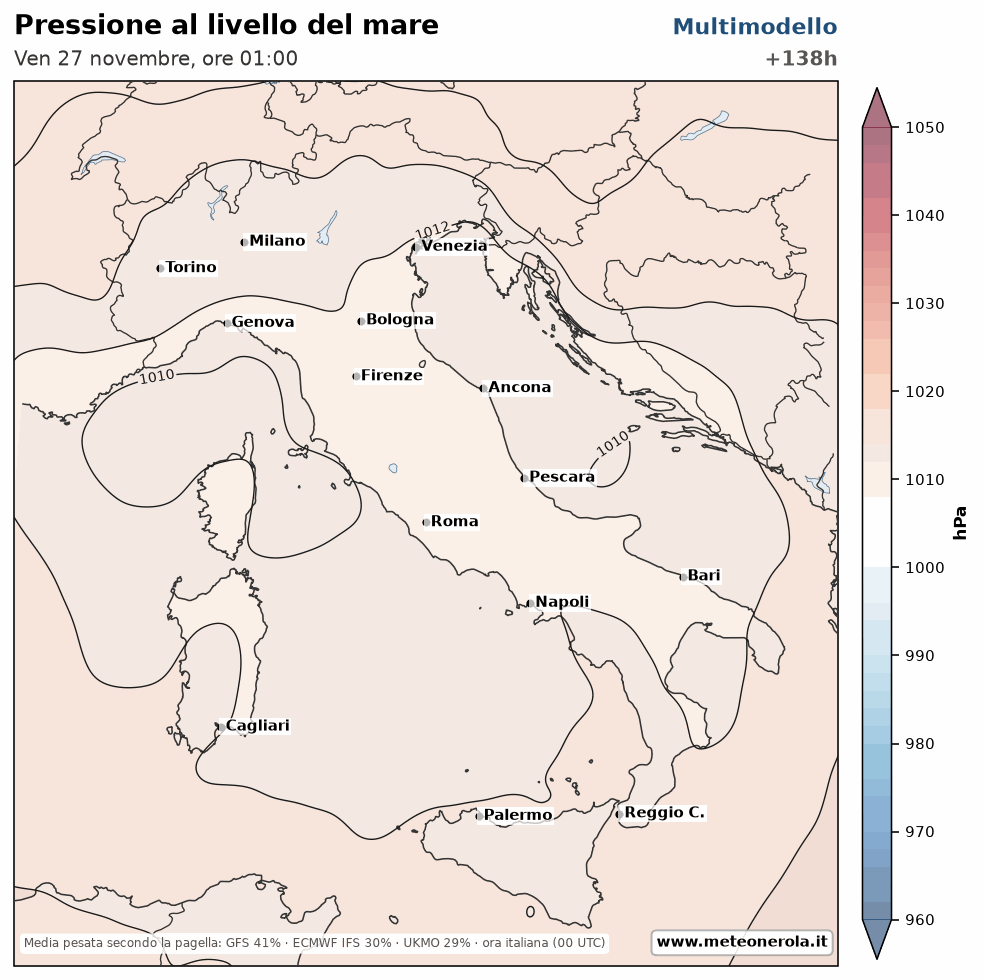 Pressione al livello del mare
Multimodello
Ven 27 novembre, ore 01:00
+138h
1050
1040
1030
1020
1010
1000
990
980
970
960
hPa
1012
Venezia
Milano
Torino
Genova
Bologna
1010
Firenze
Ancona
1010
Pescara
Roma
Bari
Napoli
Cagliari
Palermo
Reggio C.
Media pesata secondo la pagella: GFS 41% · ECMWF IFS 30% · UKMO 29% · ora italiana (00 UTC)
www.meteonerola.it